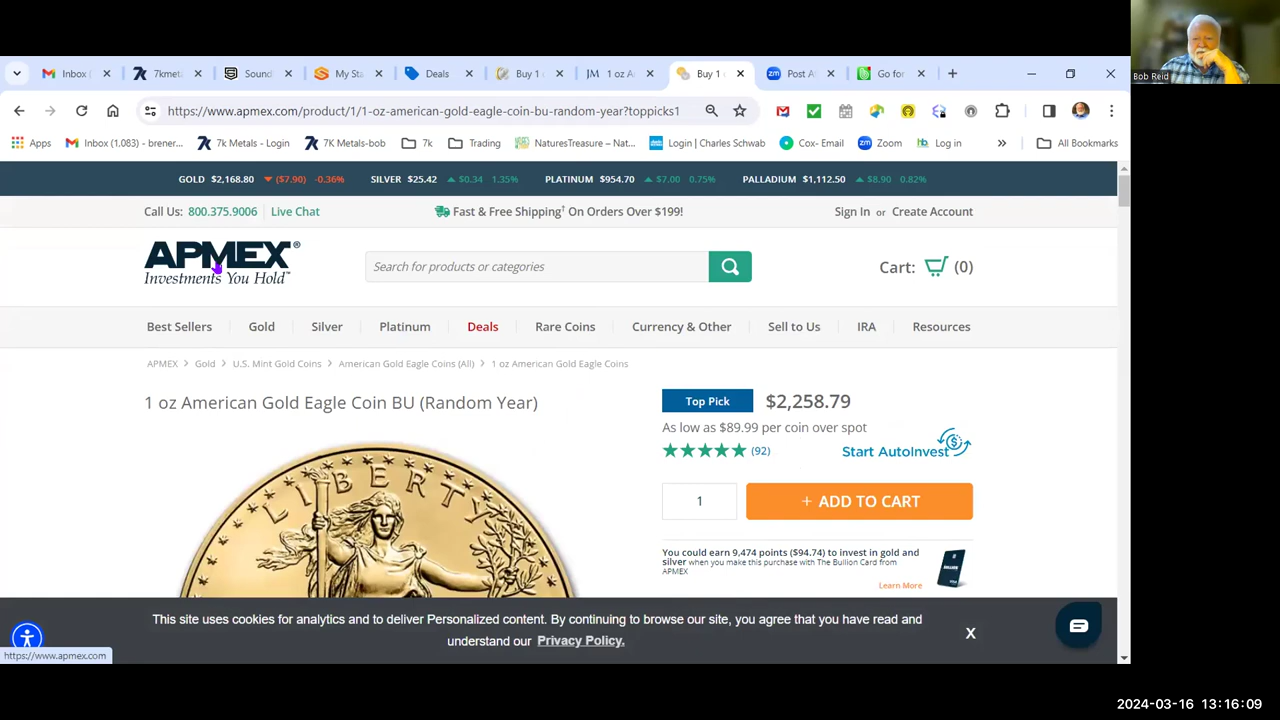 Bob Reid
Inbox (
7kmet
Sound
My Sta
Deals
Buy 1
JM 1 oz A
Buy 1
zm Post A
Go for
https://www.apmex.com/product/1/1-oz-american-gold-eagle-coin-bu-random-year?toppicks1
Apps
Inbox (1,083) - brener...
7k Metals - Login
7K Metals-bob
7k
Trading
NaturesTreasure – Nat...
Login | Charles Schwab
Cox- Email
zm Zoom
hb Log in
»
All Bookmarks
GOLD $2,168.80 ($7.90) -0.36%
SILVER $25.42 $0.34 1.35%
PLATINUM $954.70 $7.00 0.75%
PALLADIUM $1,112.50 $8.90 0.82%
Call Us: 800.375.9006 | Live Chat
Fast & Free Shipping† On Orders Over $199!
Sign In or Create Account
APMEX®
Investments You Hold™
Search for products or categories
Cart: (0)
Best Sellers
Gold
Silver
Platinum
Deals
Rare Coins
Currency & Other
Sell to Us
IRA
Resources
APMEX > Gold > U.S. Mint Gold Coins > American Gold Eagle Coins (All) > 1 oz American Gold Eagle Coins
1 oz American Gold Eagle Coin BU (Random Year)
Top Pick $2,258.79
As low as $89.99 per coin over spot
(92)
Start AutoInvest
1
+ ADD TO CART
You could earn 9,474 points ($94.74) to invest in gold and
silver when you make this purchase with The Bullion Card from
APMEX
Learn More
LIBERTY
This site uses cookies for analytics and to deliver Personalized content. By continuing to browse our site, you agree that you have read and
understand our Privacy Policy.
X
https://www.apmex.com
2024-03-16 13:16:09